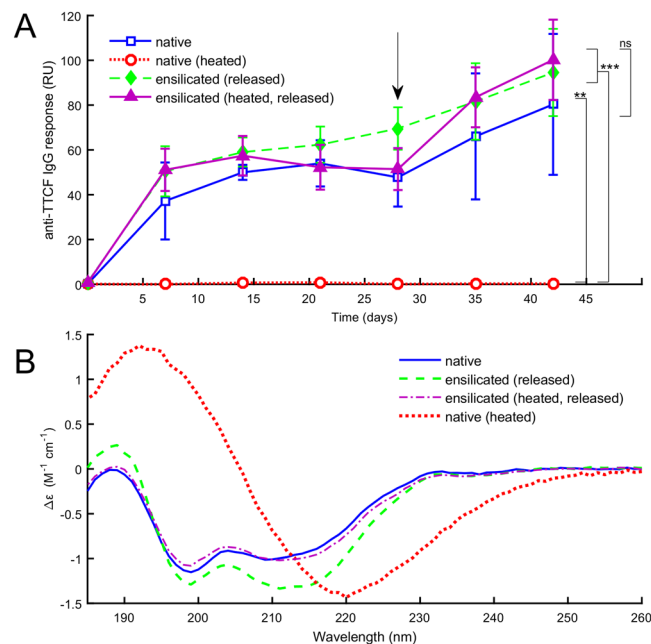 A
anti-TTCF IgG response (RU)
120
100
80
60
40
20
0
native
native (heated)
ensilicated (released)
ensilicated (heated, released)
ns
***
**
5
10
15
20
25
30
35
40
45
50
Time (days)
B
Δε (M⁻¹ cm⁻¹)
1.5
1
0.5
0
-0.5
-1
-1.5
native
ensilicated (released)
ensilicated (heated, released)
native (heated)
190
200
210
220
230
240
250
260
Wavelength (nm)